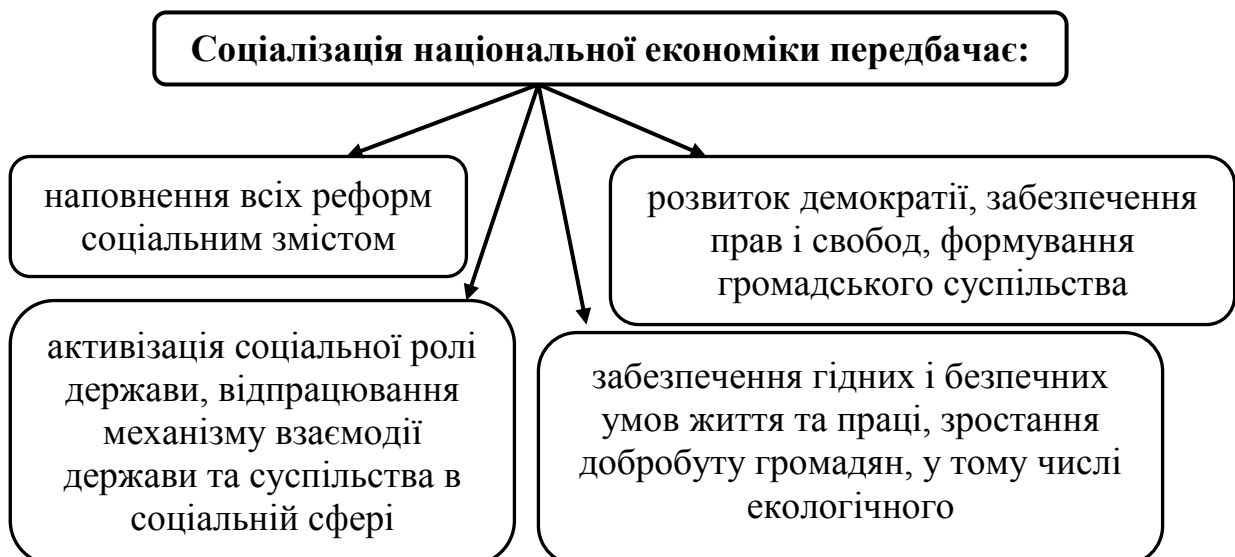 Соціалізація національної економіки передбачає:
наповнення всіх реформ
соціальним змістом
розвиток демократії, забезпечення
прав і свобод, формування
громадського суспільства
активізація соціальної ролі
держави, відпрацювання
механізму взаємодії
держави та суспільства в
соціальній сфері
забезпечення гідних і безпечних
умов життя та праці, зростання
добробуту громадян, у тому числі
екологічного